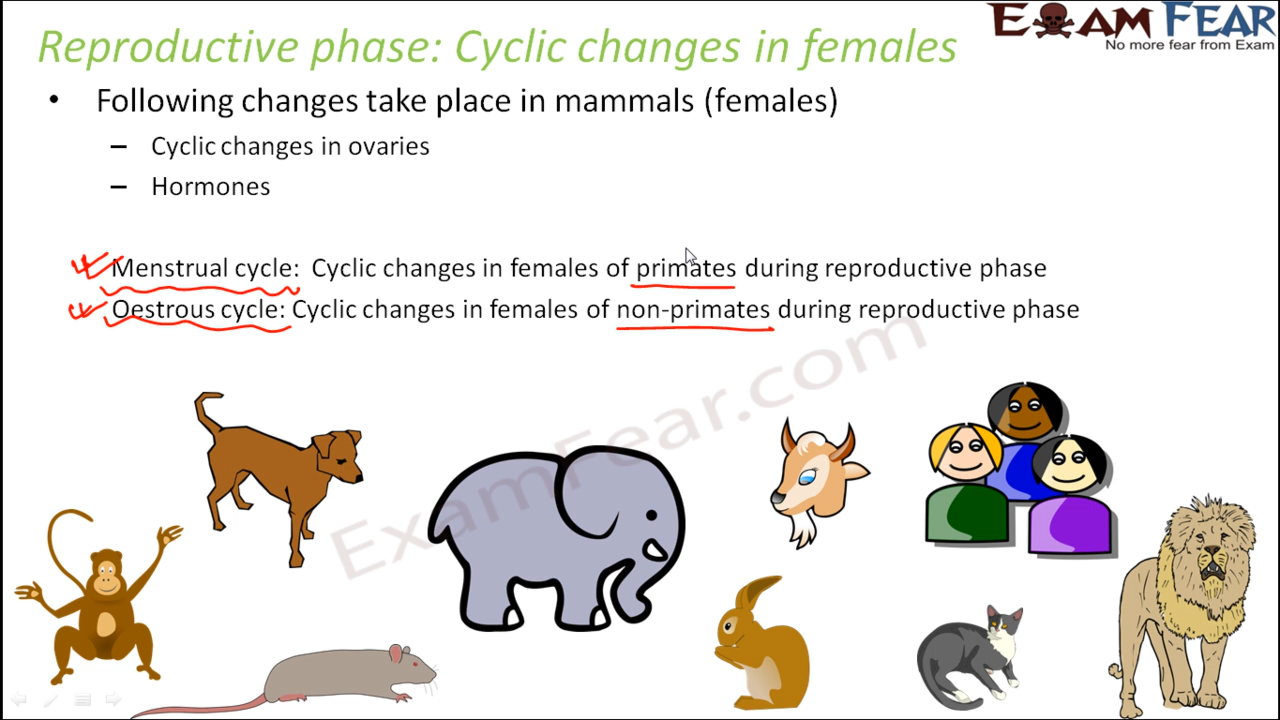 EXAM FEAR
No more fear from Exam
Reproductive phase: Cyclic changes in females
• Following changes take place in mammals (females)
– Cyclic changes in ovaries
– Hormones
Menstrual cycle: Cyclic changes in females of primates during reproductive phase
Oestrous cycle: Cyclic changes in females of non-primates during reproductive phase
ExamFear.com